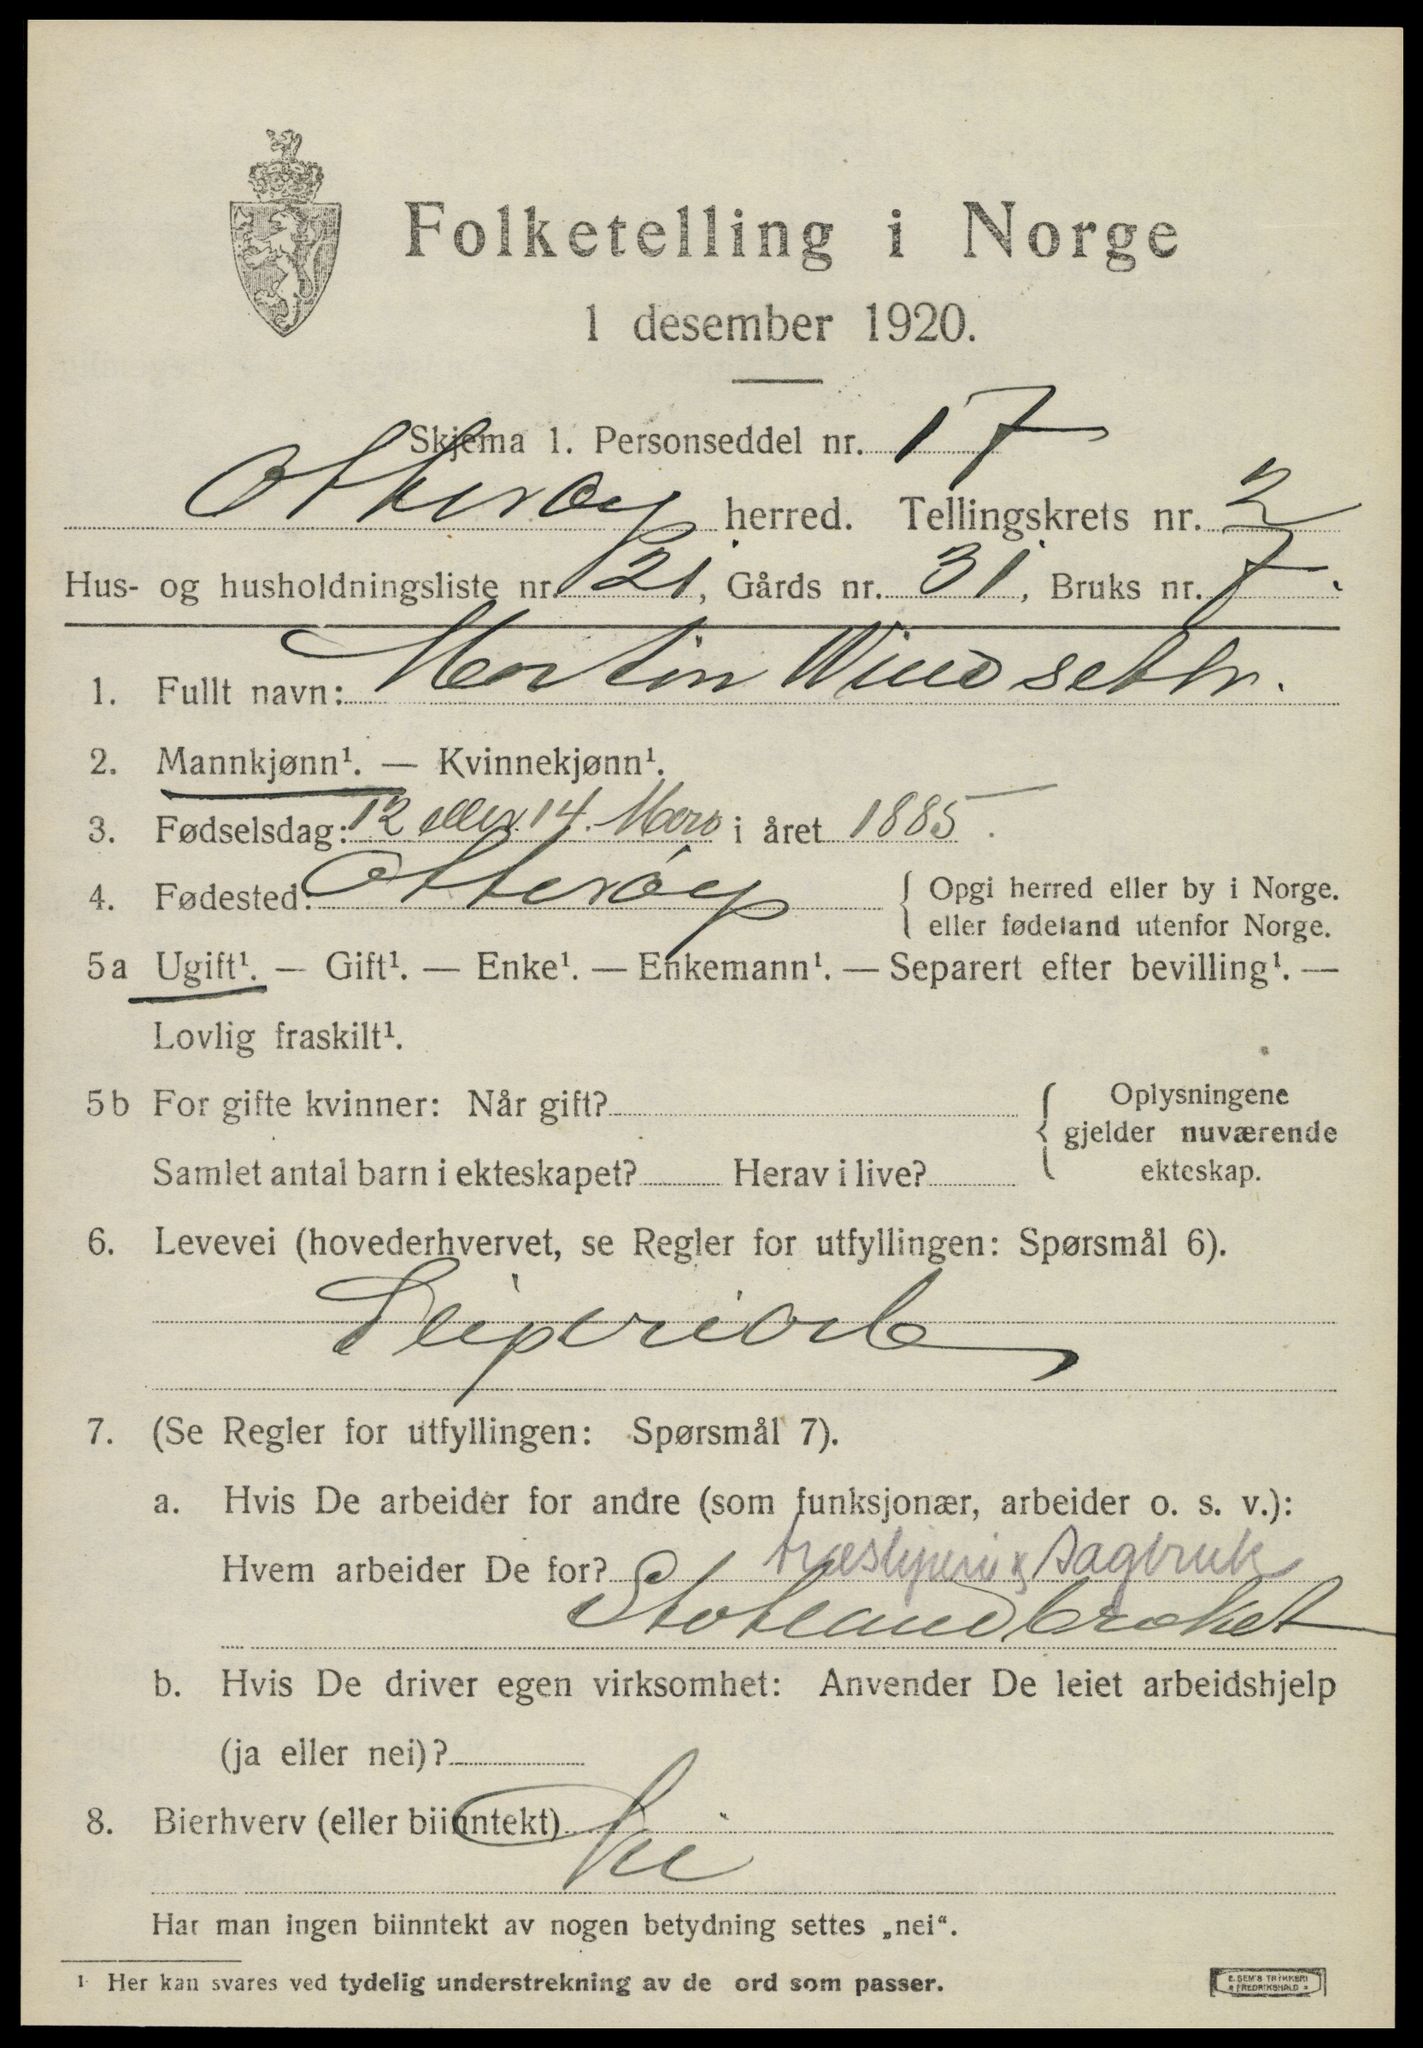 Folketelling i Norge
1 desember 1920.
Skjema 1. Personseddel nr. 17
Otterøy herred. Tellingskrets nr. 2
Hus- og husholdningsliste nr. 21, Gårds nr. 31, Bruks nr. 7.
1. Fullt navn: Martin
2. Mannkjønn¹. — Kvinnekjønn¹.
3. Fødselsdag: 12 eller 14. Mars i året 1885.
4. Fødested: Otterøy { Opgi herred eller by i Norge.
eller fødeland utenfor Norge.
5a Ugift¹. — Gift¹. — Enke¹. — Enkemann¹. — Separert efter bevilling¹. —
Lovlig fraskilt¹.
5b For gifte kvinner: Når gift? { Oplysningene
gjelder nuværende
Samlet antal barn i ekteskapet? Herav i live? ekteskap.
6. Levevei (hovederhvervet, se Regler for utfyllingen: Spørsmål 6).
Sliperiarb
7. (Se Regler for utfyllingen: Spørsmål 7).
a. Hvis De arbeider for andre (som funksjonær, arbeider o. s. v.):
træsliperi & sagbruk
Hvem arbeider De for?
b. Hvis De driver egen virksomhet: Anvender De leiet arbeidshjelp
(ja eller nei)?
8. Bierhverv (eller biinntekt) Nei
Har man ingen biinntekt av nogen betydning settes „nei“.
¹ Her kan svares ved tydelig understrekning av de ord som passer.
E. SEM'S TRYKKERI
FREDRIKSHALD